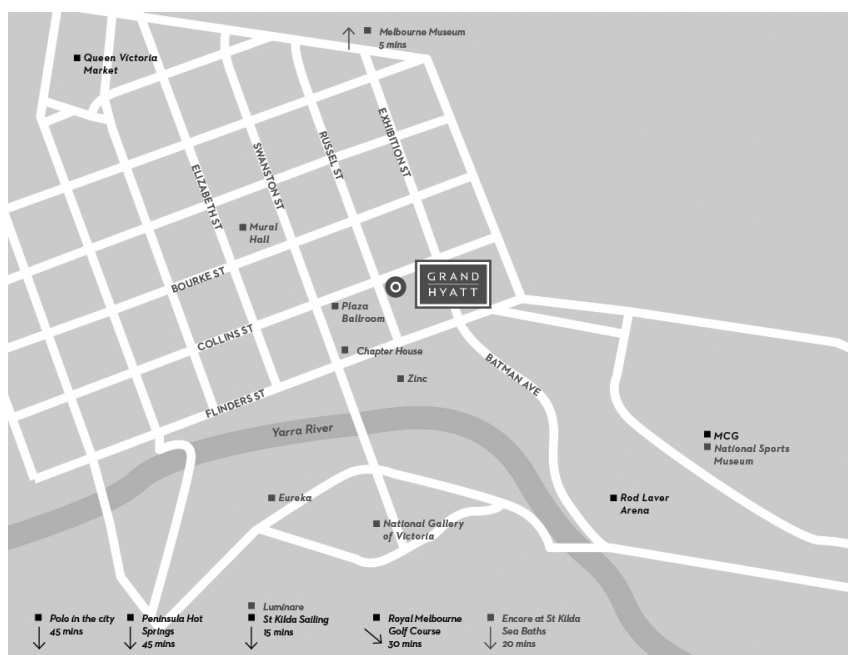 Melbourne Museum
5 mins
Queen Victoria
Market
EXHIBITION ST
RUSSEL ST
SWANSTON ST
ELIZABETH ST
Mural
Hall
BOURKE ST
GRAND
HYATT
Plaza
Ballroom
COLLINS ST
Chapter House
Zinc
BATMAN AVE
FLINDERS ST
Yarra River
MCG
National Sports
Museum
Eureka
Rod Laver
Arena
National Gallery
of Victoria
Polo in the city
45 mins
Peninsula Hot
Springs
45 mins
Luminare
St Kilda Sailing
15 mins
Royal Melbourne
Golf Course
30 mins
Encore at St Kilda
Sea Baths
20 mins